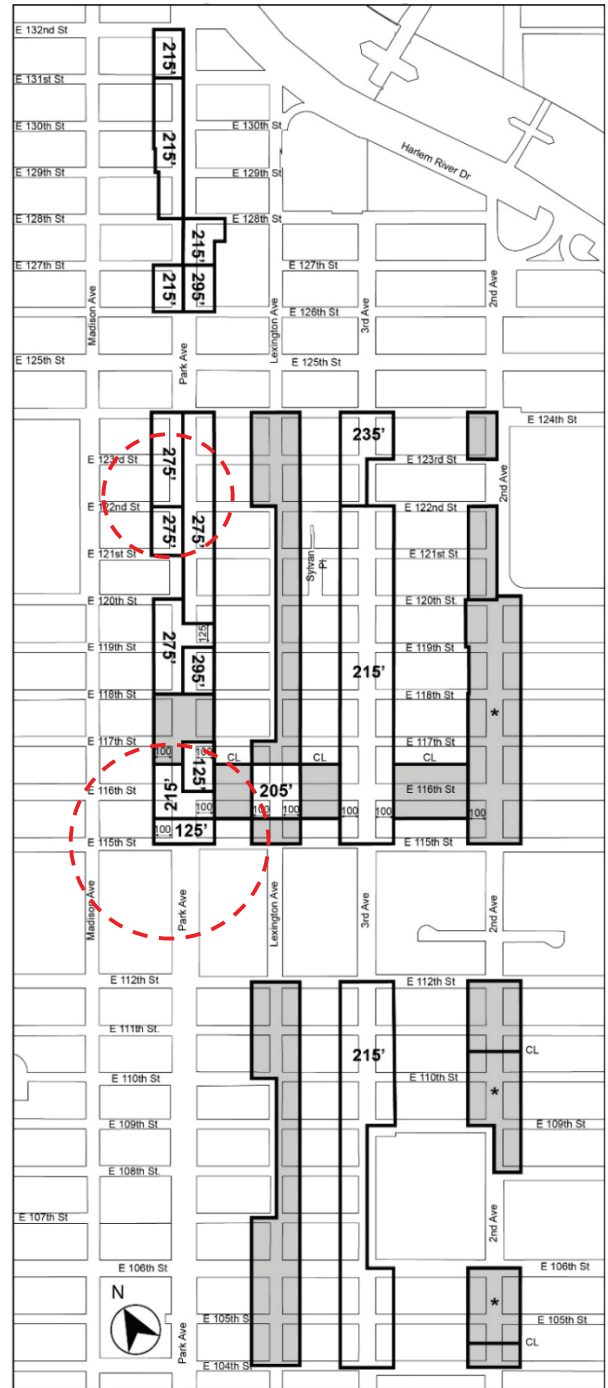 E 132nd St
215'
E 131st St
E 130th St
E 130th St
215'
Harlem River Dr
E 129th St
E 129th St
E 128th St
E 128th St
215'
E 127th St
E 127th St
E 127th St
215'
295'
Madison Ave
Lexington Ave
3rd Ave
2nd Ave
E 126th St
Park Ave
E 125th St
E 125th St
E 124th St
235'
E 123rd St
E 123rd St
275'
2nd Ave
E 122nd St
E 122nd St
275'
275'
E 121st St
E 121st St
Sylvan Pl
E 120th St
E 120th St.
125
E 119th St
E 119th St
275'
295'
215'
E 118th St
E 118th St
*
E 117th St
E 117th St
100
100
CL
CL
CL
125'
E 116th St
215'
205'
E 116th St
100
100
100
100
100
100
100
125'
E 115th St
E 115th St
Madison Ave
Park Ave
Lexington Ave
3rd Ave
2nd Ave
E 112th St
E 112th St
E 111th St.
215'
CL
E 110th St
E 110th St
*
E 109th St
E 109th St
E 108th St.
E 107th St
2nd Ave
E 106th St
E 106th St
N
*
E 105th St
E 105th St
CL
Park Ave
E 104th St